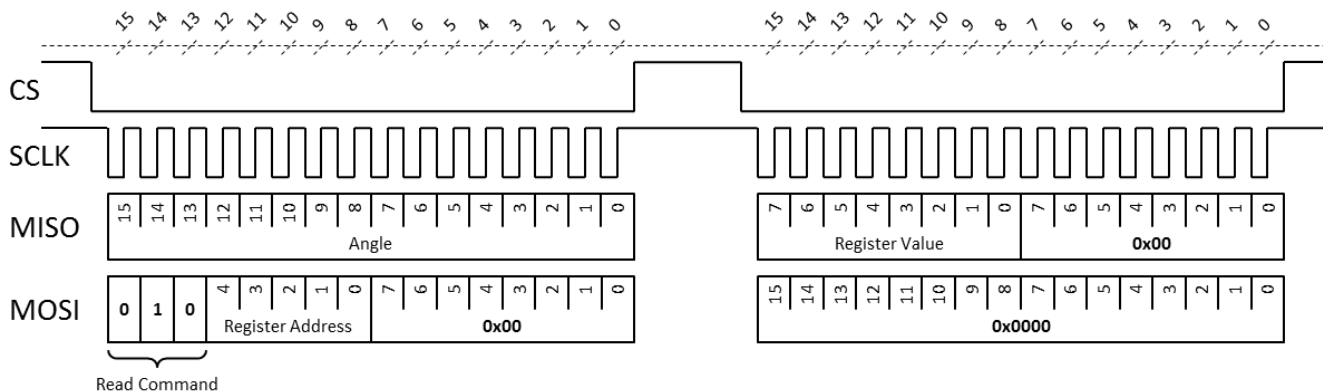 15 14 13 12 11 10 9 8 7 6 5 4 3 2 1 0 15 14 13 12 11 10 9 8 7 6 5 4 3 2 1 0
CS
SCLK
MISO 15 14 13 12 11 10 9 8 7 6 5 4 3 2 1 0 7 6 5 4 3 2 1 0 7 6 5 4 3 2 1 0
Angle Register Value 0x00
MOSI 0 1 0 4 3 2 1 0 7 6 5 4 3 2 1 0 15 14 13 12 11 10 9 8 7 6 5 4 3 2 1 0
Register Address 0x00 0x0000
Read Command